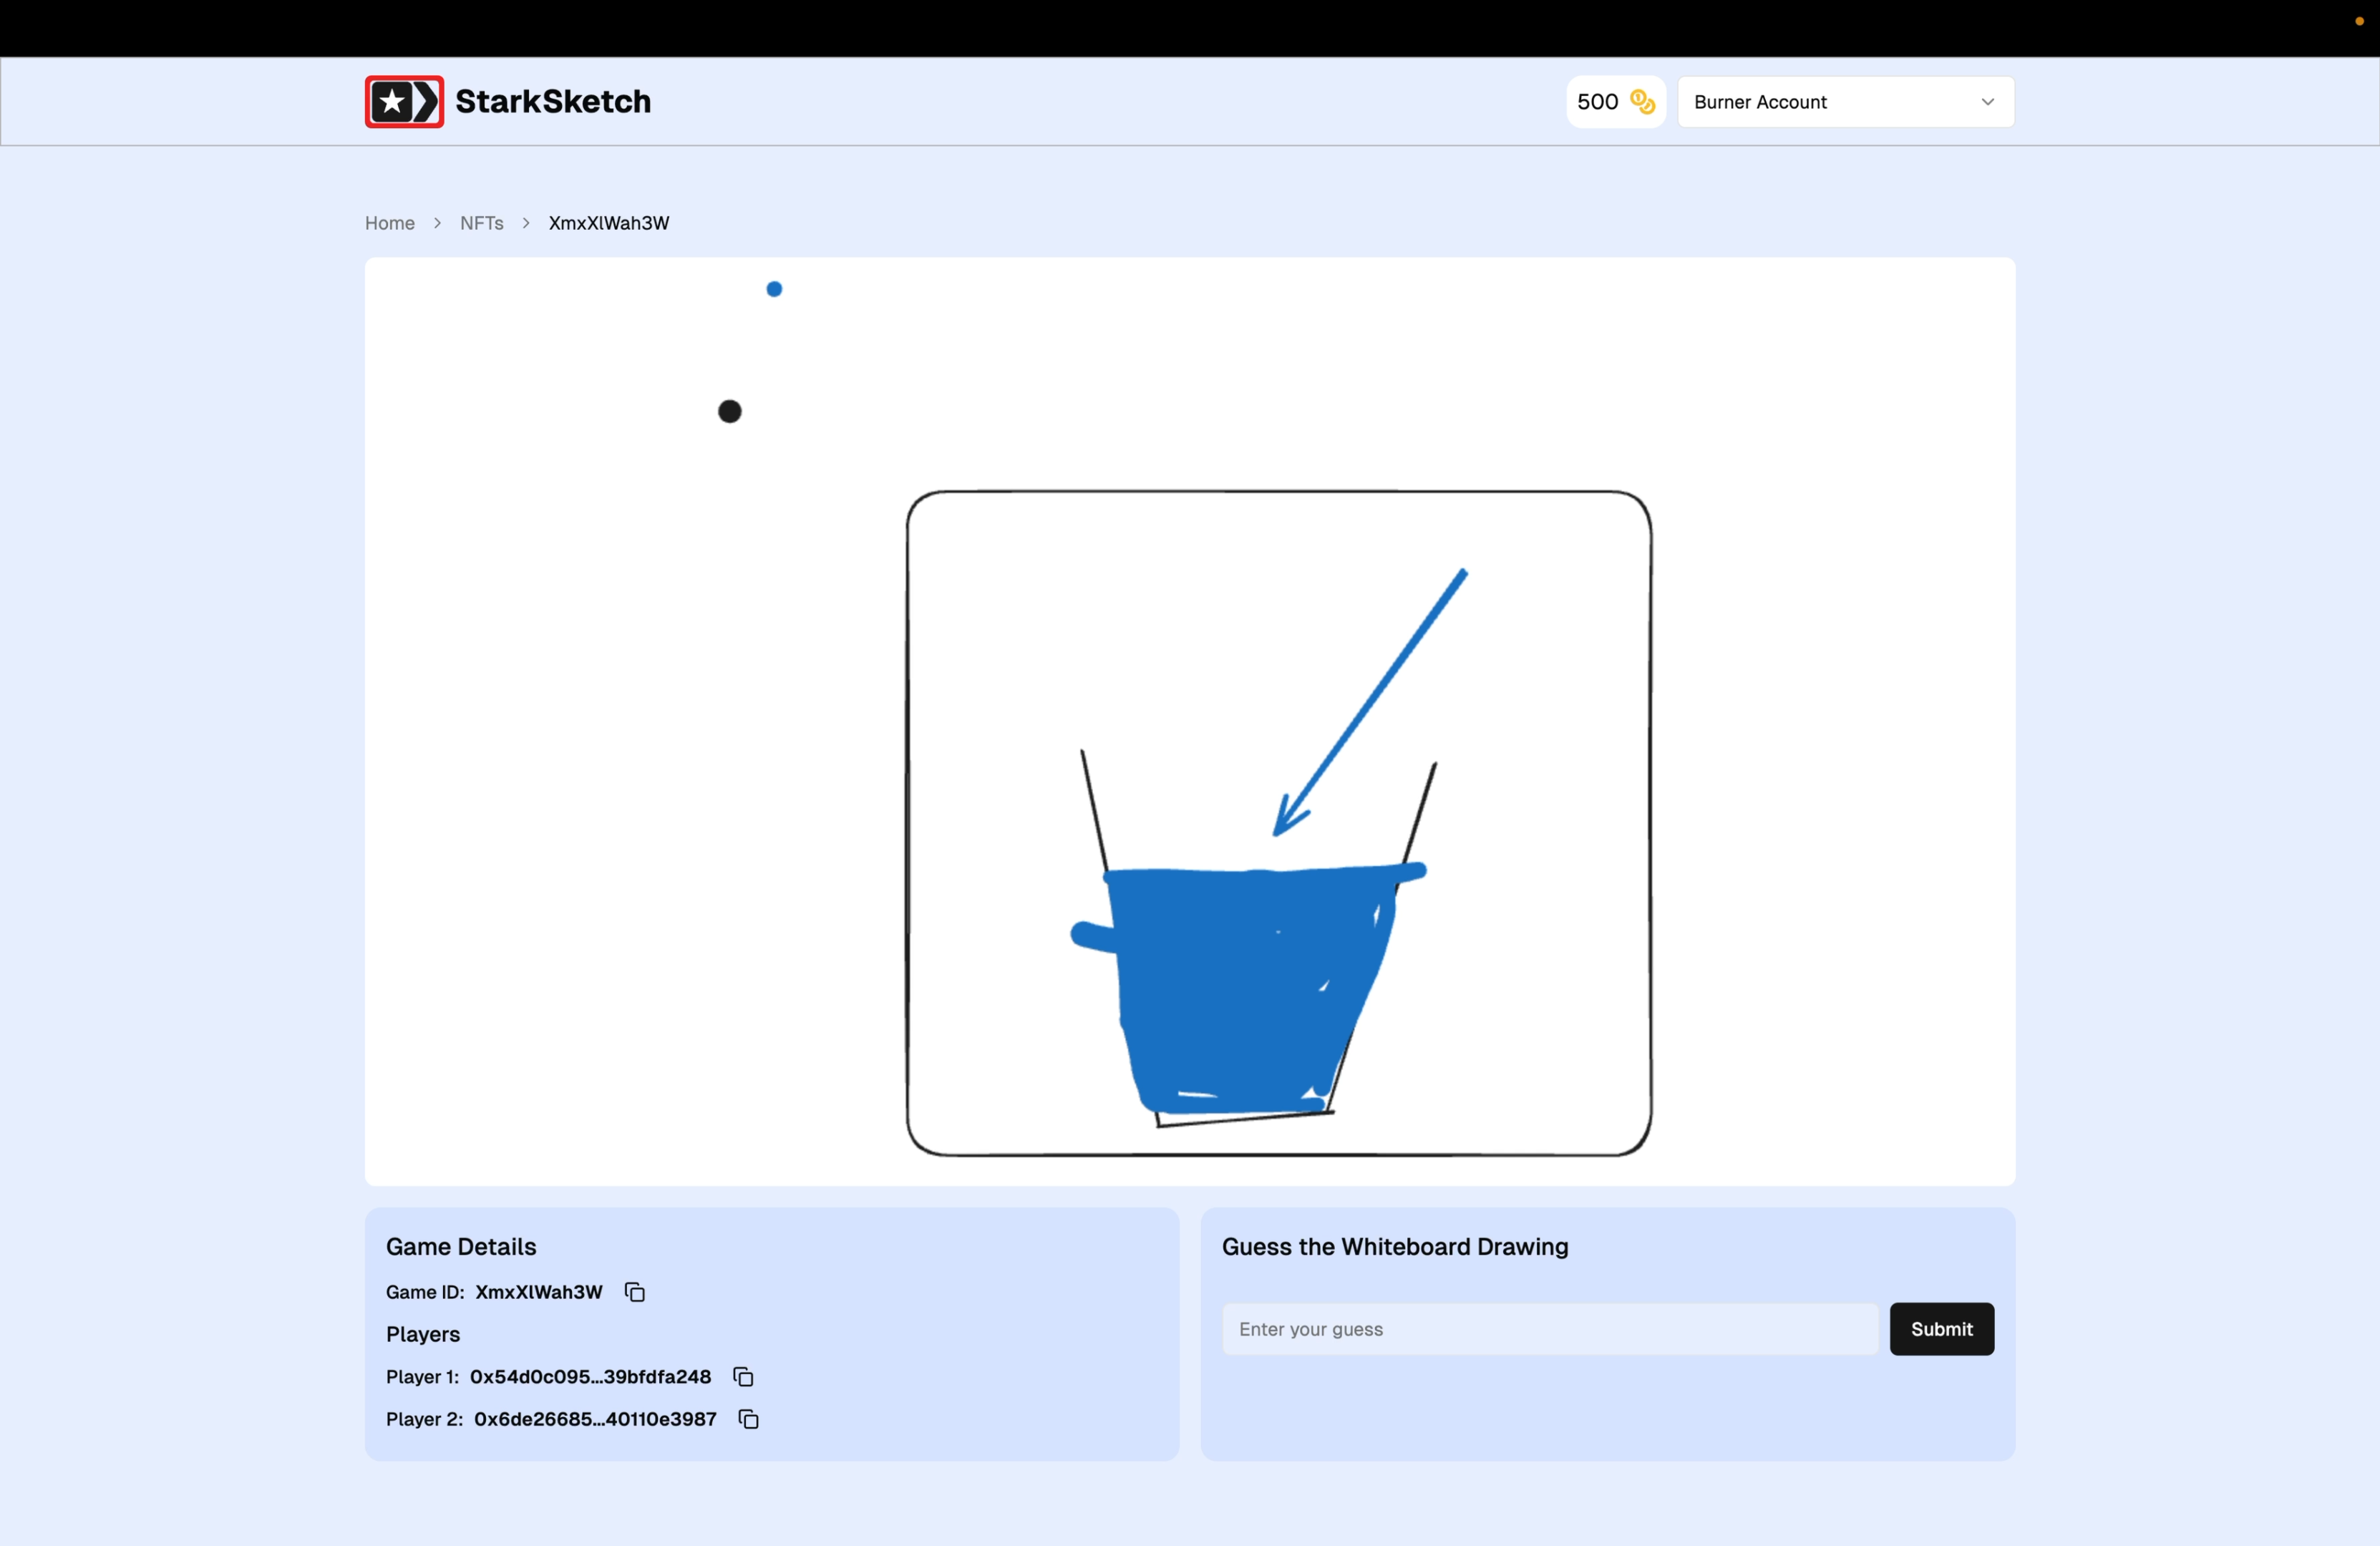 StarkSketch
500
Burner Account
Home > NFTs > XmxXlWah3W
Game Details
Game ID: XmxXlWah3W
Players
Player 1: 0x54d0c095...39bfdfa248
Player 2: 0x6de26685...40110e3987
Guess the Whiteboard Drawing
Enter your guess
Submit